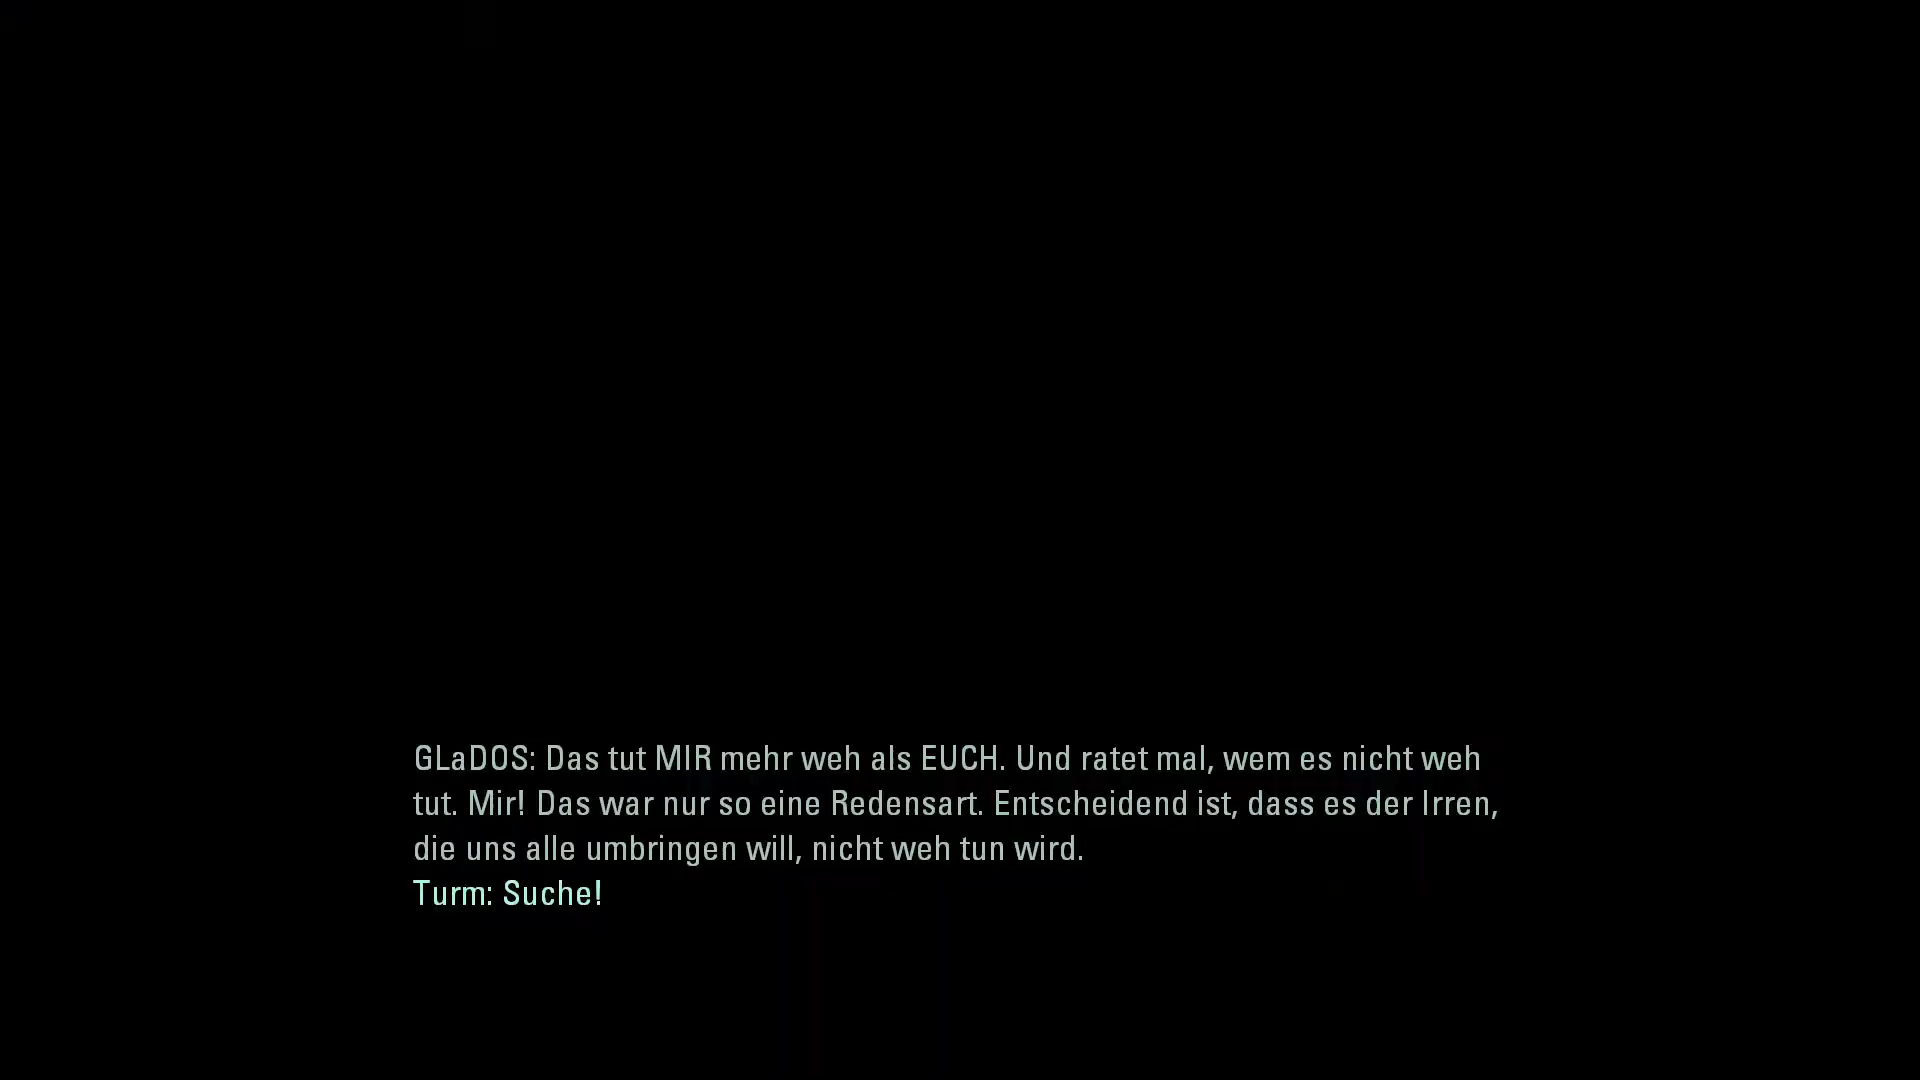 GLaDOS: Das tut MIR mehr weh als EUCH. Und ratet mal, wem es nicht weh
tut. Mir! Das war nur so eine Redensart. Entscheidend ist, dass es der Irren,
die uns alle umbringen will, nicht weh tun wird.
Turm: Suche!